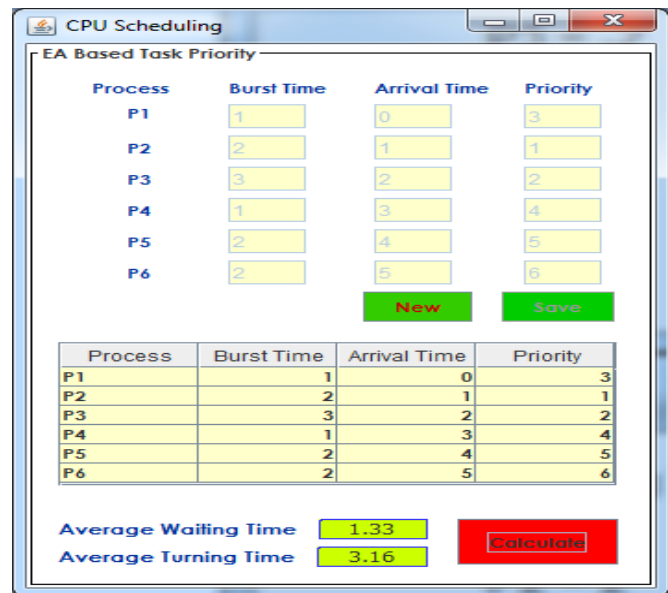 CPU Scheduling
EA Based Task Priority
Process Burst Time Arrival Time Priority
P1 1 0 3
P2 2 1 1
P3 3 2 2
P4 1 3 4
P5 2 4 5
P6 2 5 6
New Save
Process Burst Time Arrival Time Priority
P1 1 0 3
P2 2 1 1
P3 3 2 2
P4 1 3 4
P5 2 4 5
P6 2 5 6
Average Waiting Time 1.33
Calculate
Average Turning Time 3.16